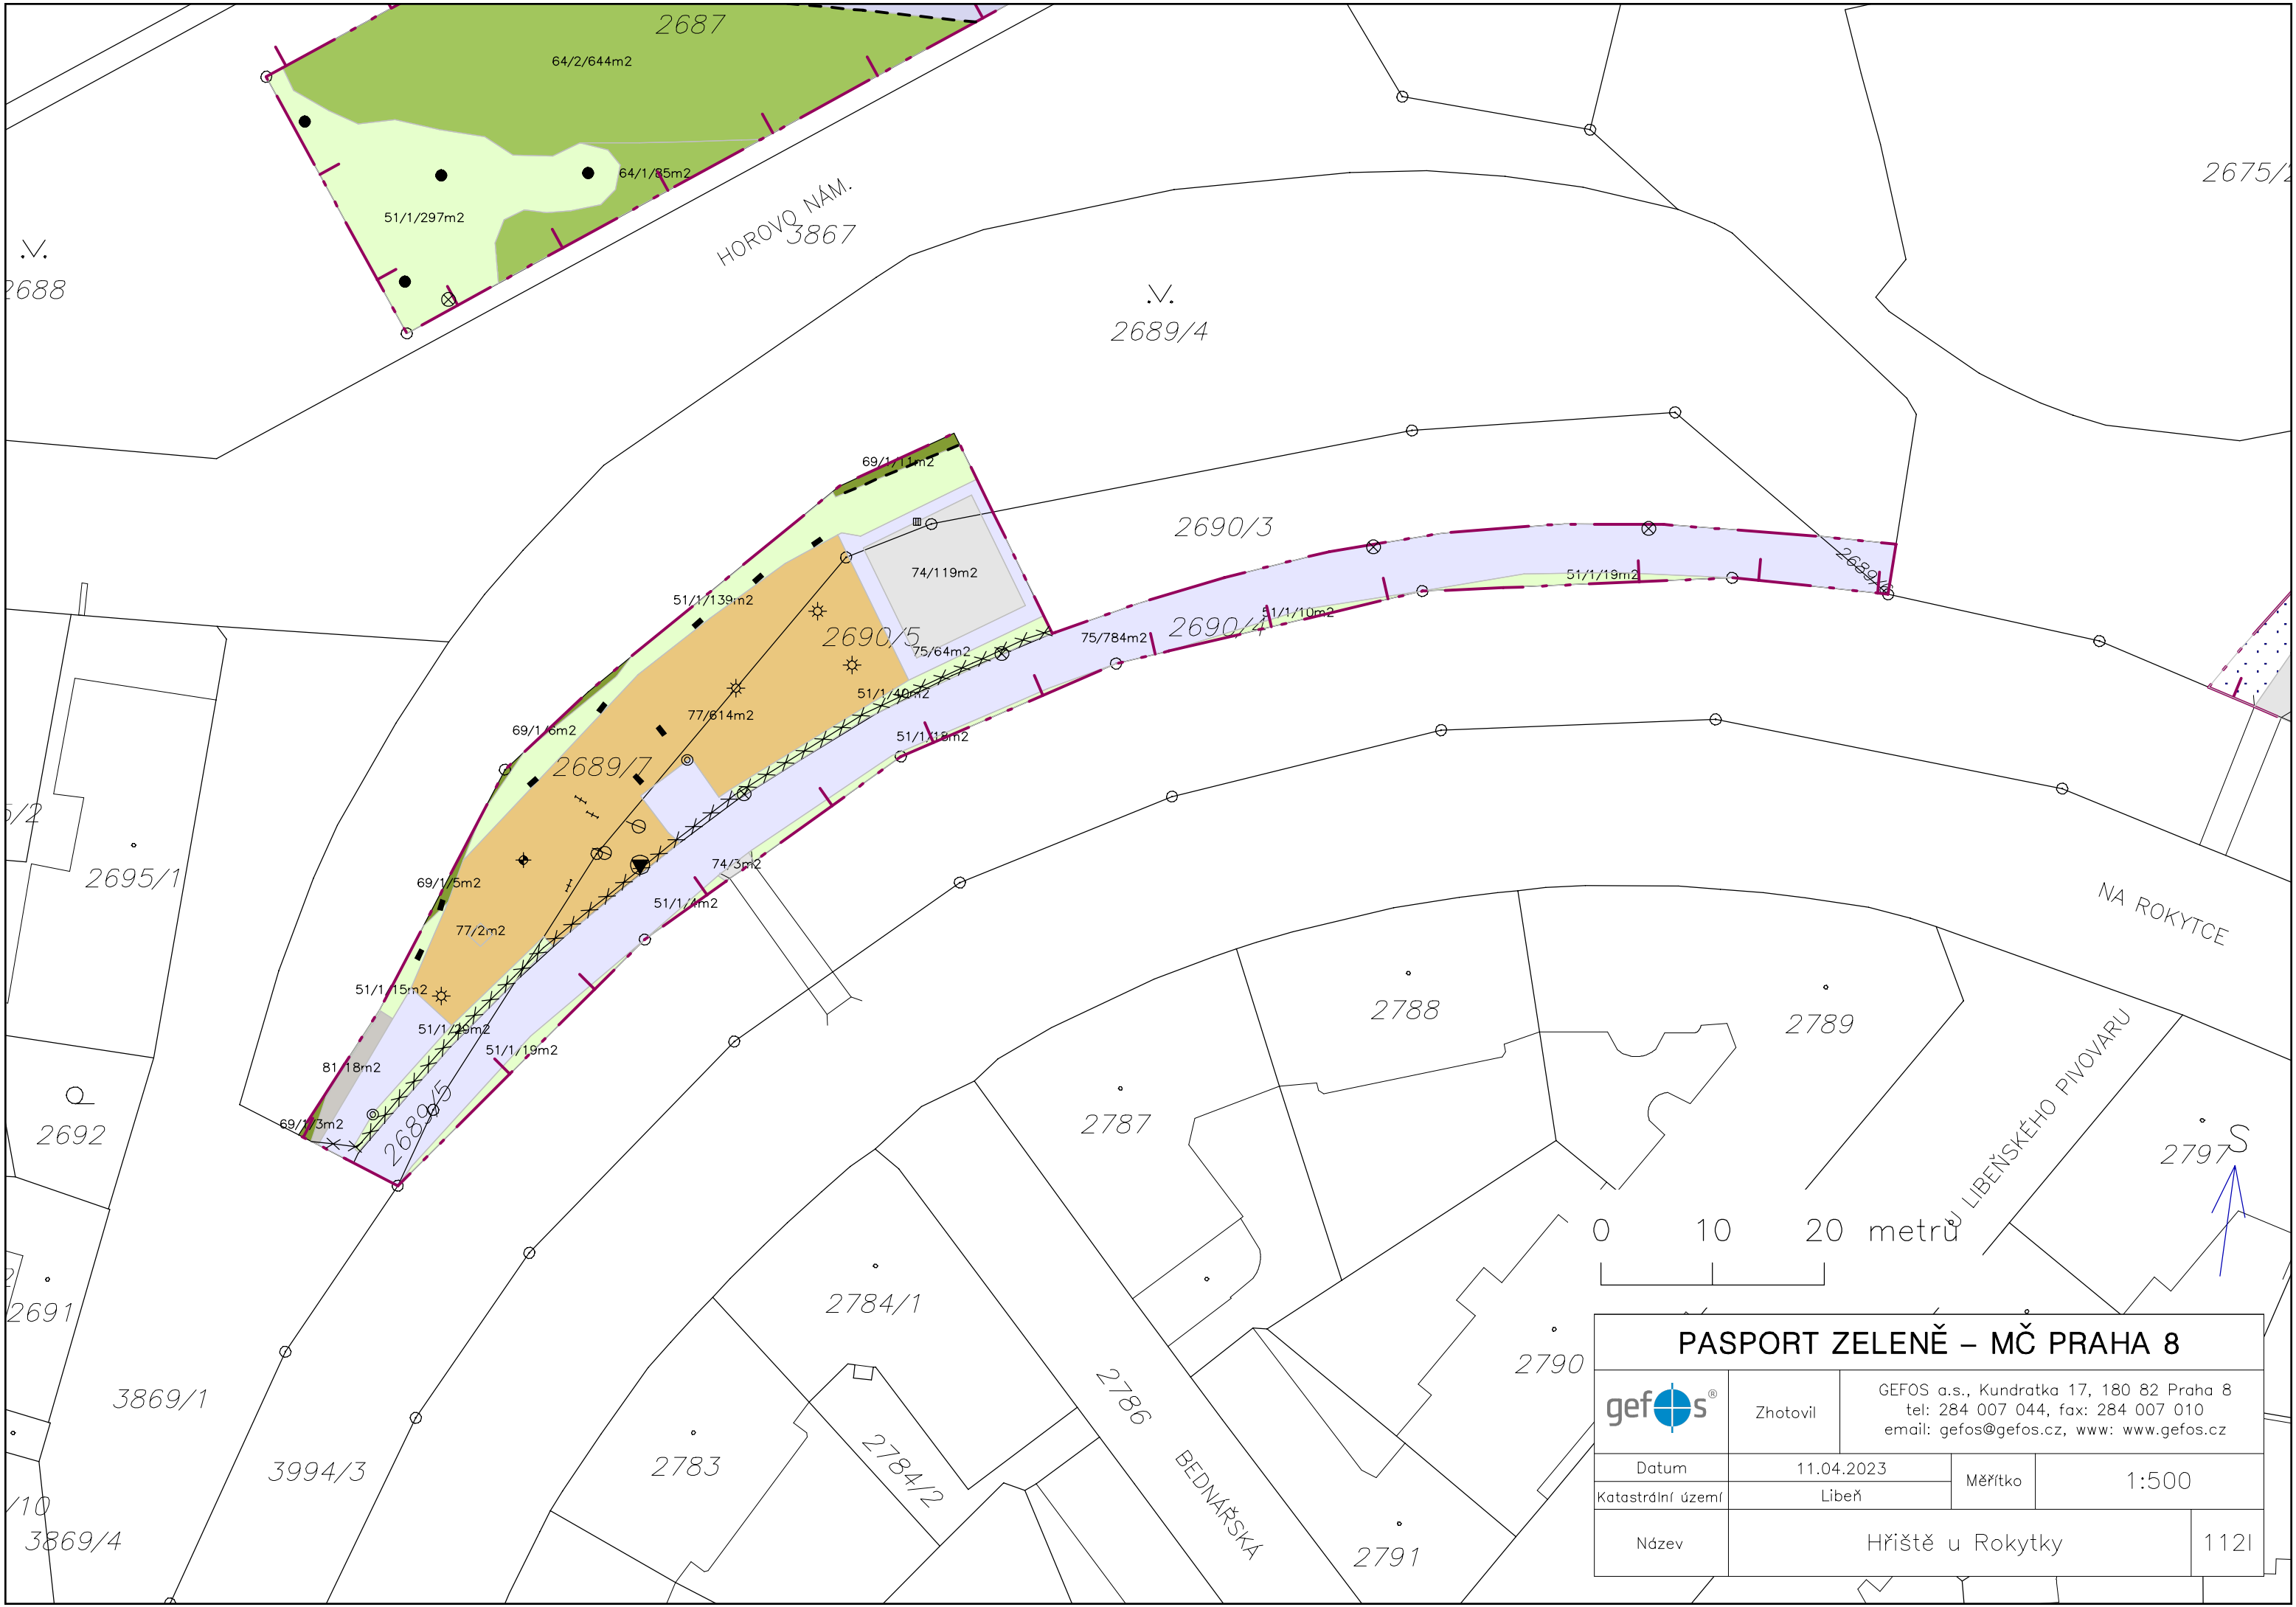 2687
64/2/644m2
64/1/85m2
51/1/297m2
HOROVO NÁM.
3867
2675/2
.V.
2688
.V.
2689/4
69/1/11m2
2690/3
74/119m2
51/1/139m2
2690/5
75/64m2
75/784m2
2690/4
51/1/10m2
51/1/19m2
51/1/40m2
77/614m2
51/1/18m2
69/1/6m2
2689/7
74/3m2
69/1/5m2
51/1/4m2
77/2m2
51/1/15m2
51/1/29m2
51/1/19m2
81/18m2
69/1/3m2
2689/5
2695/1
2692
2691
3869/1
3994/3
3869/4
NA ROKYTCE
2788
2789
2787
U LIBEŇSKÉHO PIVOVARU
2797
S
2784/1
2783
2784/2
2786
BEDNÁŘSKÁ
2790
2791
0 10 20 metrů
PASPORT ZELENĚ – MČ PRAHA 8
gefos®
Zhotovil
GEFOS a.s., Kundratka 17, 180 82 Praha 8
tel: 284 007 044, fax: 284 007 010
email: gefos@gefos.cz, www: www.gefos.cz
Datum
11.04.2023
Měřítko
1:500
Katastrální území
Libeň
Název
Hřiště u Rokytky
112I